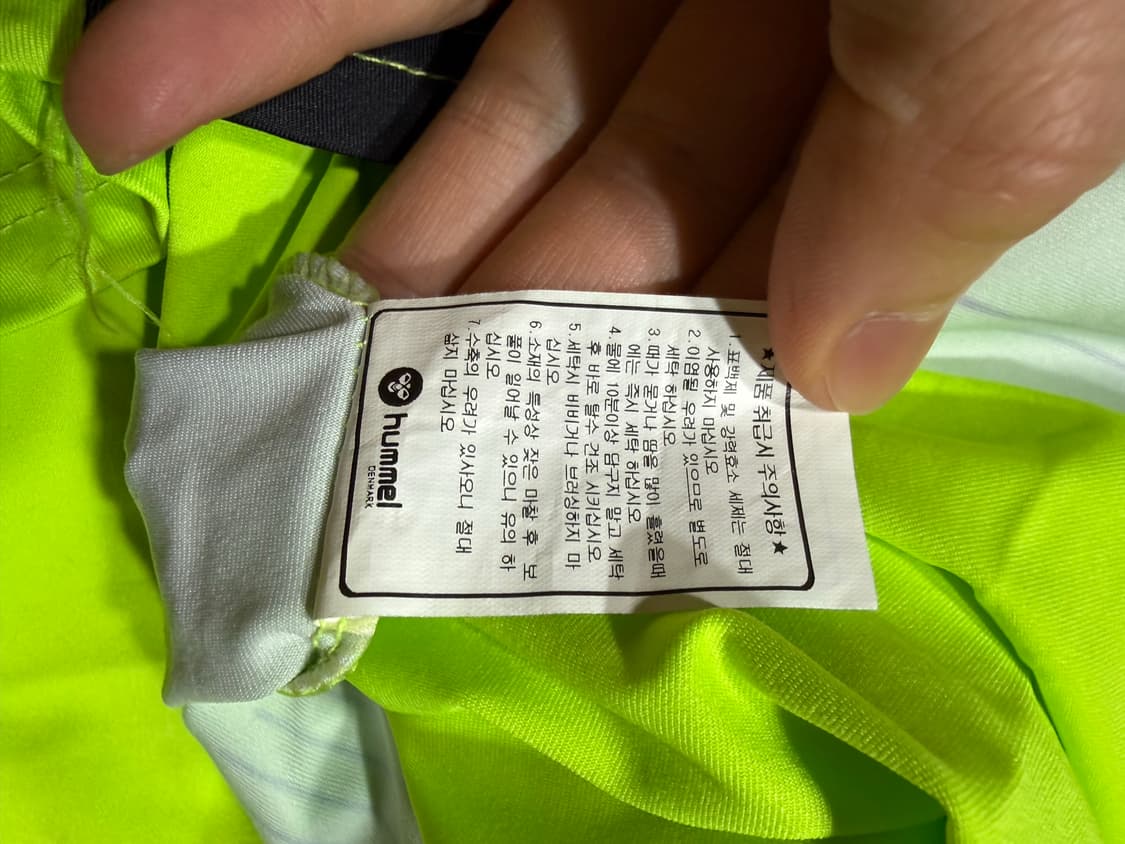 ★제품 취급시 주의사항★
1. 표백제 및 강력효소 세제는 절대
사용하지 마십시오
2. 이염될 우려가 있으므로 별도로
세탁 하십시오
3. 때가 묻거나 땀을 많이 흘렸을때
에는 즉시 세탁 하십시오
4. 물에 10분이상 담구지 말고 세탁
후 바로 탈수 건조 시키십시오
5. 세탁시 비비거나 브러싱하지 마
십시오
6. 소재의 특성상 잦은 마찰 후 보
풀이 일어날 수 있으니 유의 하
십시오
7. 수축의 우려가 있사오니 절대
삶지 마십시오
hummel
DENMARK